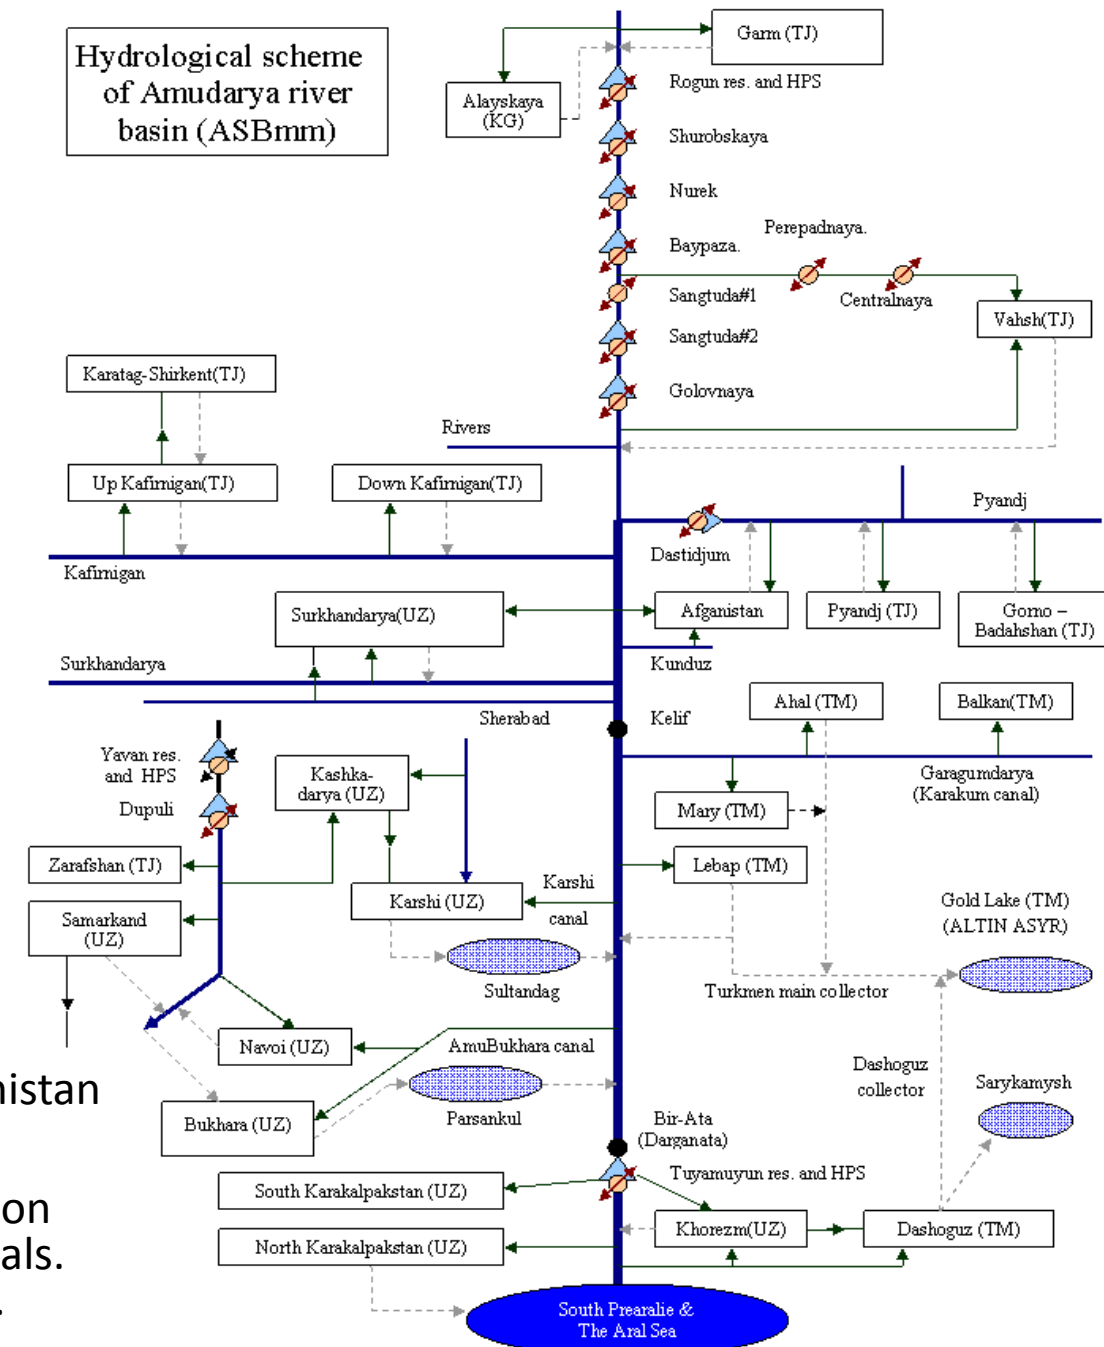 Hydrological scheme
of Amudarya river
basin (ASBmm)
Garm (TJ)
Alayskaya
(KG)
Rogun res. and HPS
Shurobskaya
Nurek
Baypaza.
Perepadnaya.
Sangtuda#1
Centralnaya
Vahsh(TJ)
Sangtuda#2
Golovnaya
Karatag-Shirkent(TJ)
Rivers
Up Kafirnigan(TJ)
Down Kafirnigan(TJ)
Pyandj
Dastidjum
Kafirnigan
Surkhandarya(UZ)
Afganistan
Pyandj (TJ)
Gorno –
Badahshan (TJ)
Surkhandarya
Kunduz
Sherabad
Kelif
Ahal (TM)
Balkan(TM)
Yavan res.
and HPS
Kashka-
darya (UZ)
Garagumdarya
(Karakum canal)
Dupuli
Mary (TM)
Zarafshan (TJ)
Lebap (TM)
Karshi (UZ)
Karshi
canal
Samarkand
(UZ)
Gold Lake (TM)
(ALTIN ASYR)
Sultandag
Turkmen main collector
Navoi (UZ)
AmuBukhara canal
Dashoguz
collector
Sarykamysh
nistan
Bukhara (UZ)
Parsankul
Bir-Ata
(Darganata)
Tuyamuyun res. and HPS
South Karakalpakstan (UZ)
on
Khorezm(UZ)
Dashoguz (TM)
North Karakalpakstan (UZ)
als.
.
South Prearalie &
The Aral Sea